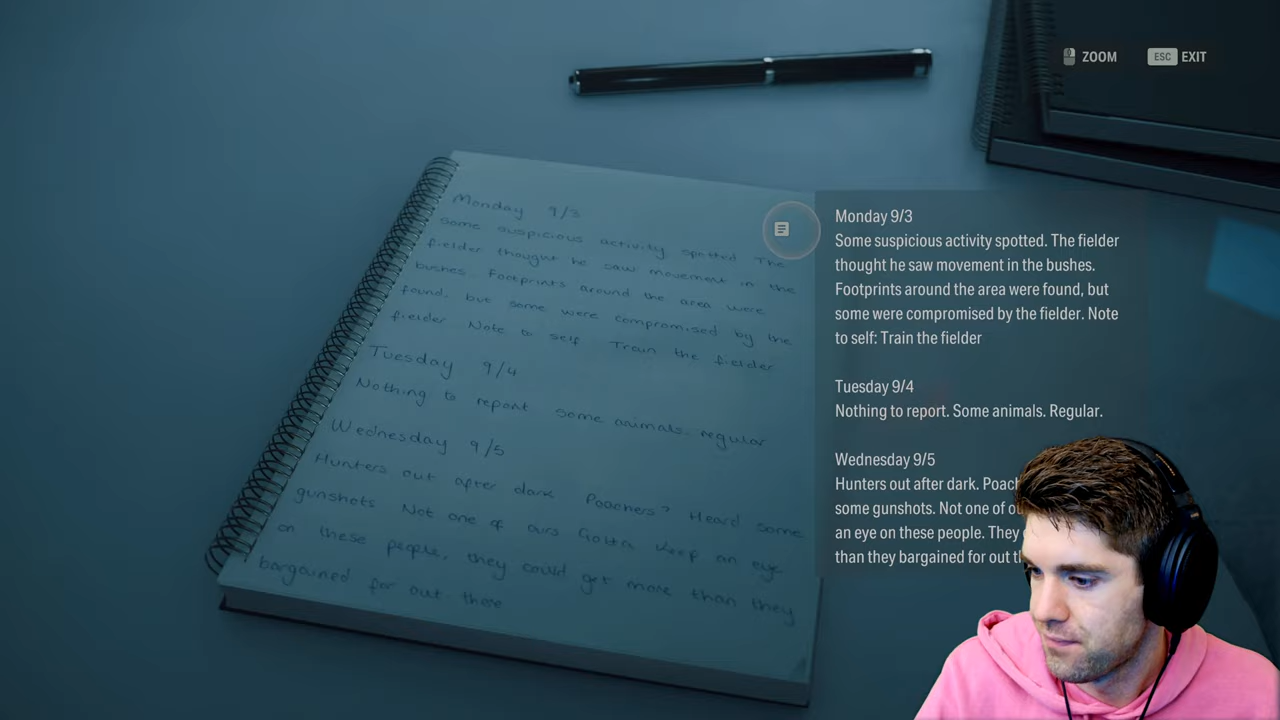 ZOOM
ESC EXIT
Monday 9/3
Some suspicious activity spotted The
fielder thought he saw movement in the
bushes. Footprints around the area were
found, but some were compromised by the
fielder Note to self Train the fielder
Tuesday 9/4
Nothing to report some animals, regular
Wednesday 9/5
Hunters out after dark Poachers? Heard some
gunshots Not one of ours Gotta keep an eye
on these people, they could get more than they
bargained for out there
Monday 9/3
Some suspicious activity spotted. The fielder
thought he saw movement in the bushes.
Footprints around the area were found, but
some were compromised by the fielder. Note
to self: Train the fielder
Tuesday 9/4
Nothing to report. Some animals. Regular.
Wednesday 9/5
Hunters out after dark.
some gunshots. Not one of
an eye on these people. They
than they bargained for out